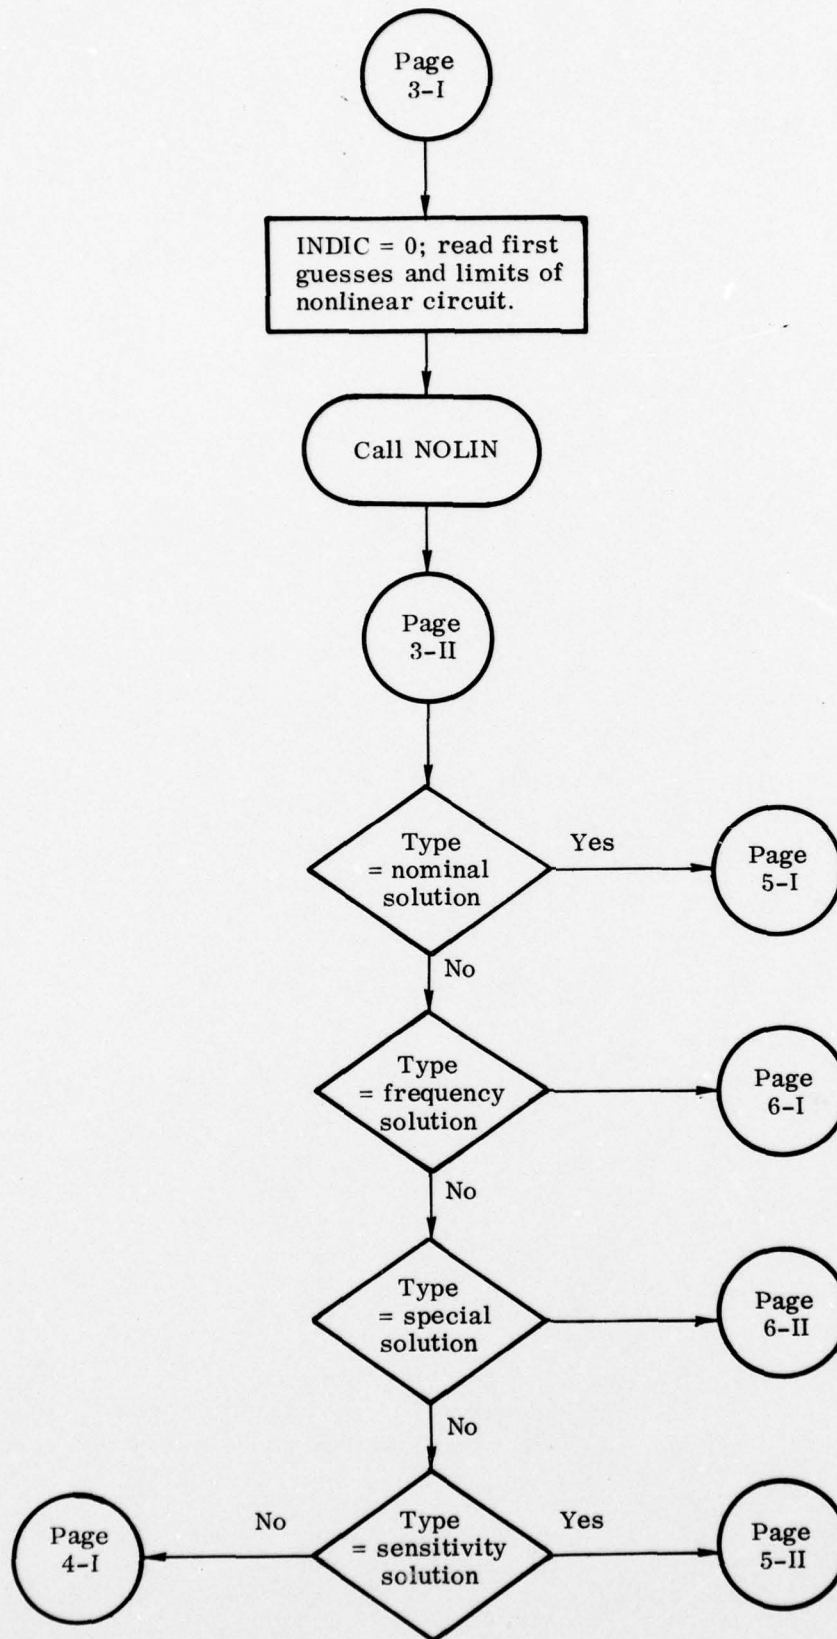 Page
3-I
INDIC = 0; read first
guesses and limits of
nonlinear circuit.
Call NOLIN
Page
3-II
Type
= nominal
solution
Yes
Page
5-I
No
Type
= frequency
solution
Page
6-I
No
Type
= special
solution
Page
6-II
No
Type
= sensitivity
solution
No
Page
4-I
Yes
Page
5-II